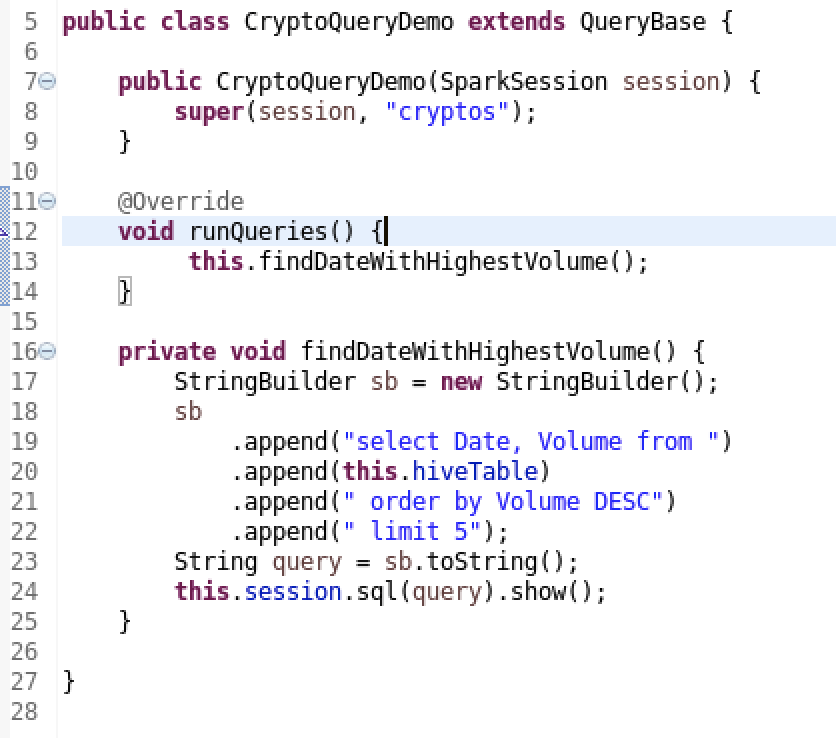 5 public class CryptoQueryDemo extends QueryBase {
6
7 public CryptoQueryDemo(SparkSession session) {
8 super(session, "cryptos");
9 }
10
11 @Override
12 void runQueries() {
13 this.findDateWithHighestVolume();
14 }
15
16 private void findDateWithHighestVolume() {
17 StringBuilder sb = new StringBuilder();
18 sb
19 .append("select Date, Volume from ")
20 .append(this.hiveTable)
21 .append(" order by Volume DESC")
22 .append(" limit 5");
23 String query = sb.toString();
24 this.session.sql(query).show();
25 }
26
27 }
28